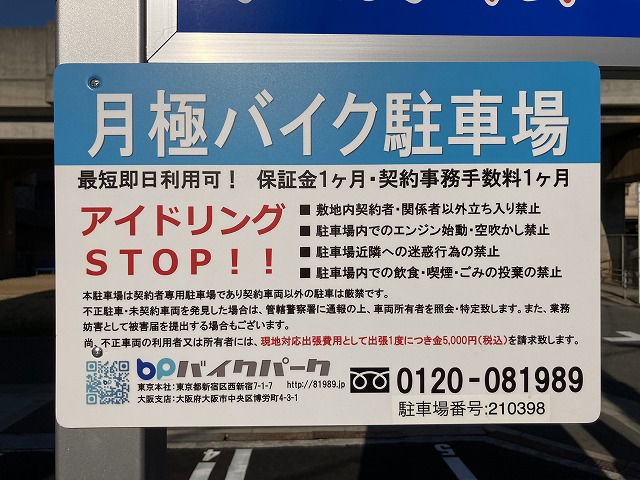 月極バイク駐車場
最短即日利用可！ 保証金1ヶ月・契約事務手数料1ヶ月
アイドリング
STOP！！
■ 敷地内契約者・関係者以外立ち入り禁止
■ 駐車場内でのエンジン始動・空吹かし禁止
■ 駐車場近隣への迷惑行為の禁止
■ 駐車場内での飲食・喫煙・ごみの投棄の禁止
本駐車場は契約者専用駐車場であり契約車両以外の駐車は厳禁です。
不正駐車・未契約車両を発見した場合は、管轄警察署に通報の上、車両所有者を照会・特定致します。また、業務
妨害として被害届を提出する場合もございます。
尚、不正車両の利用者又は所有者には、現地対応出張費用として出張1度につき金5,000円(税込)を請求致します。
bpバイクパーク
東京本社:東京都新宿区西新宿7-1-7 http://81989.jp
大阪支店:大阪府大阪市中央区博労町4-3-1
0120-081989
駐車場番号:210398